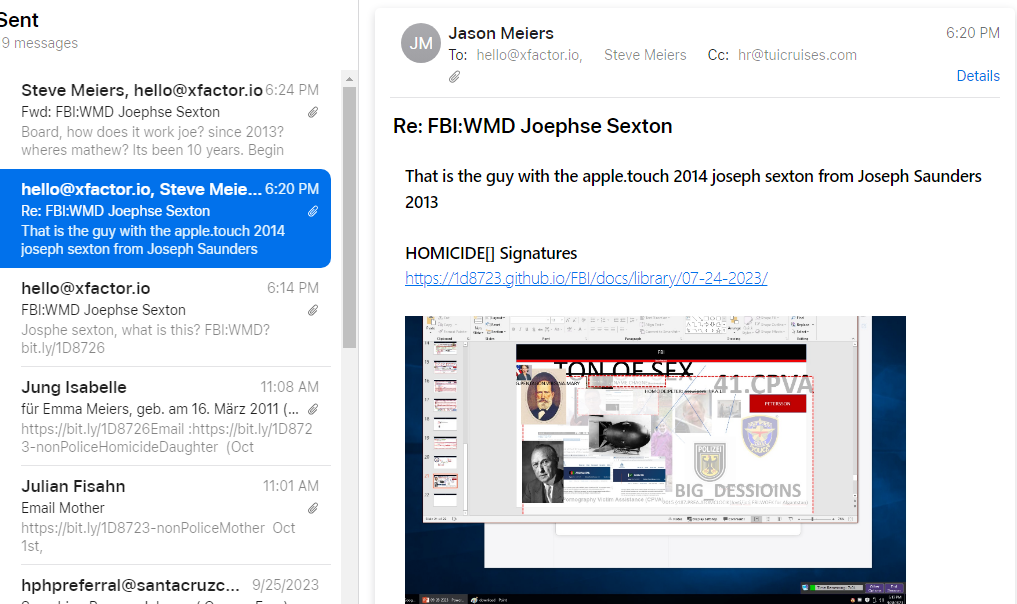 Sent
9 messages
Steve Meiers, hello@xfactor.io 6:24 PM
Fwd: FBI:WMD Joephse Sexton
Board, how does it work joe? since 2013?
wheres mathew? Its been 10 years. Begin
hello@xfactor.io, Steve Meie... 6:20 PM
Re: FBI:WMD Joephse Sexton
That is the guy with the apple.touch 2014
joseph sexton from Joseph Saunders
hello@xfactor.io 6:14 PM
FBI:WMD Joephse Sexton
Josphe sexton, what is this? FBI:WMD?
bit.ly/1D8726
Jung Isabelle 11:08 AM
für Emma Meiers, geb. am 16. März 2011 (...
https://bit.ly/1D8726Email :https://bit.ly/1D872
3-nonPoliceHomicideDaughter (Oct
Julian Fisahn 11:01 AM
Email Mother
https://bit.ly/1D8723-nonPoliceMother Oct
1st,
hphpreferral@santacruzc... 9/25/2023
JM
Jason Meiers 6:20 PM
To: hello@xfactor.io, Steve Meiers Cc: hr@tuicruises.com
Details
Re: FBI:WMD Joephse Sexton
That is the guy with the apple.touch 2014 joseph sexton from Joseph Saunders
2013
HOMICIDE[] Signatures
https://1d8723.github.io/FBI/docs/library/07-24-2023/
FBI
TON OF SEX
41.CPVA
PETERSSON
POLIZEI
BIG_DESSIOINS